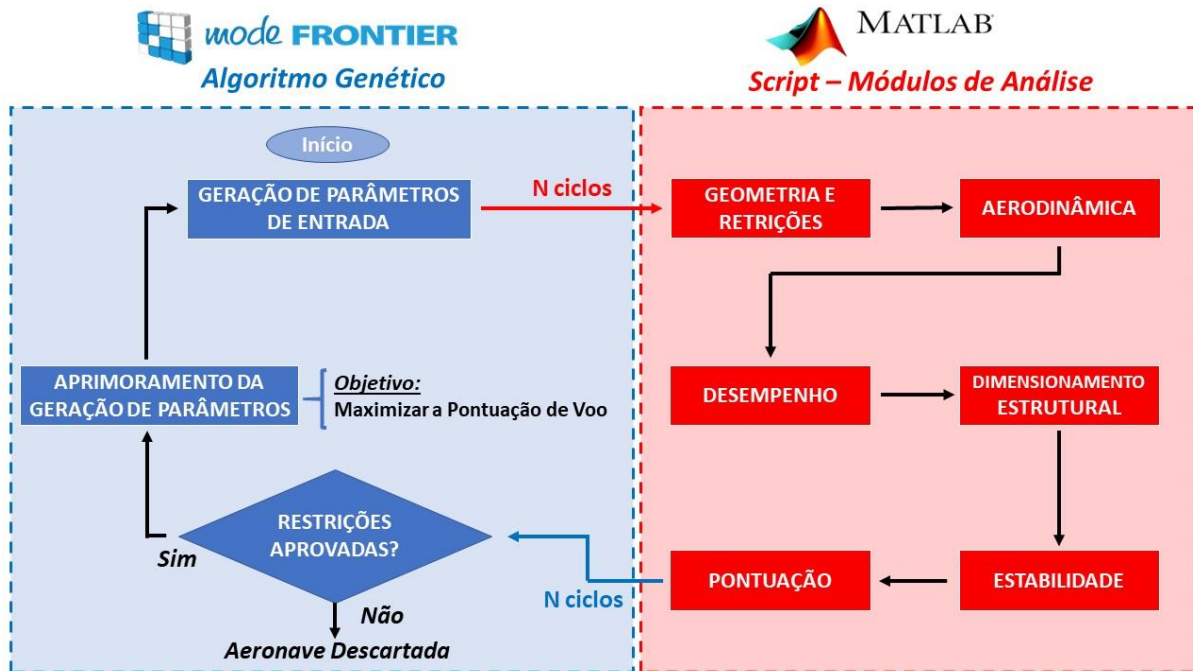 mode FRONTIER
Algoritmo Genético
MATLAB
Script – Módulos de Análise
Início
GERAÇÃO DE PARÂMETROS
DE ENTRADA
N ciclos
GEOMETRIA E
RETRIÇÕES
AERODINÂMICA
APRIMORAMENTO DA
GERAÇÃO DE PARÂMETROS
Objetivo:
Maximizar a Pontuação de Voo
DESEMPENHO
DIMENSIONAMENTO
ESTRUTURAL
RESTRIÇÕES
APROVADAS?
Sim
Não
Aeronave Descartada
N ciclos
PONTUAÇÃO
ESTABILIDADE